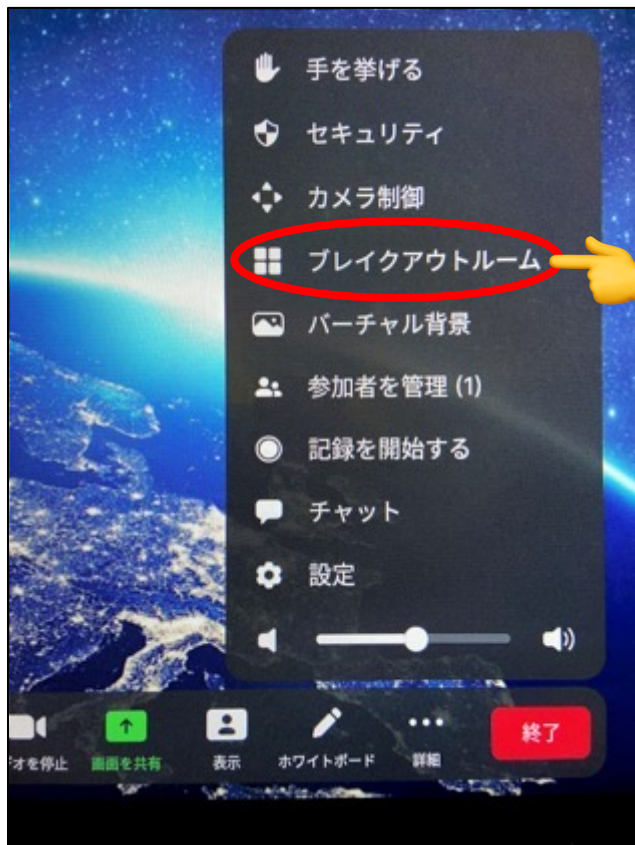 手を挙げる
セキュリティ
カメラ制御
ブレイクアウトルーム
バーチャル背景
参加者を管理 (1)
記録を開始する
チャット
設定
デオを停止
画面を共有
表示
ホワイトボード
詳細
終了